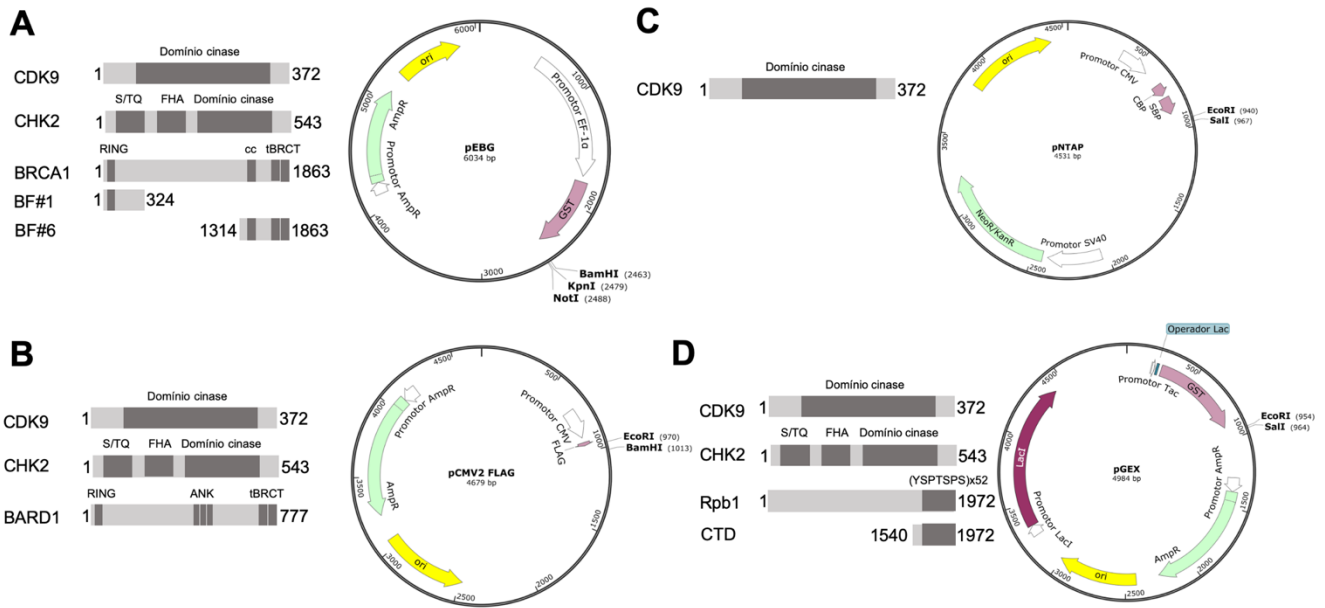 A
Domínio cinase
CDK9 1 372
S/TQ FHA Domínio cinase
CHK2 1 543
RING cc tBRCT
BRCA1 1 1863
BF#1 1 324
BF#6 1314 1863
6000
ori
1000
Promotor EF-1α
5000
AmpR
pEBG
6034 bp
Promotor AmpR
GST
2000
4000
3000
BamHI (2463)
KpnI (2479)
NotI (2488)
B
Domínio cinase
CDK9 1 372
S/TQ FHA Domínio cinase
CHK2 1 543
RING ANK tBRCT
BARD1 1 777
4500
500
4000
Promotor AmpR
Promotor CMV
FLAG
1000
EcoRI (970)
BamHI (1013)
pCMV2 FLAG
4679 bp
3500
AmpR
1500
ori
3000
2500
2000
C
Domínio cinase
CDK9 1 372
4500
ori
4000
500
Promotor CMV
CBP
SBP
1000
EcoRI (940)
SalI (967)
3500
pNTAP
4531 bp
1500
NeoR/KanR
3000
Promotor SV40
2500
2000
D
Domínio cinase
CDK9 1 372
S/TQ FHA Domínio cinase
CHK2 1 543
(YSPTSPS)x52
Rpb1 1 1972
CTD 1540 1972
Operador Lac
4500
Promotor Tac
500
GST
EcoRI (954)
SalI (964)
4000
LacI
pGEX
4984 bp
Promotor AmpR
3500
Promotor LacI
1500
AmpR
ori
3000
2500
2000